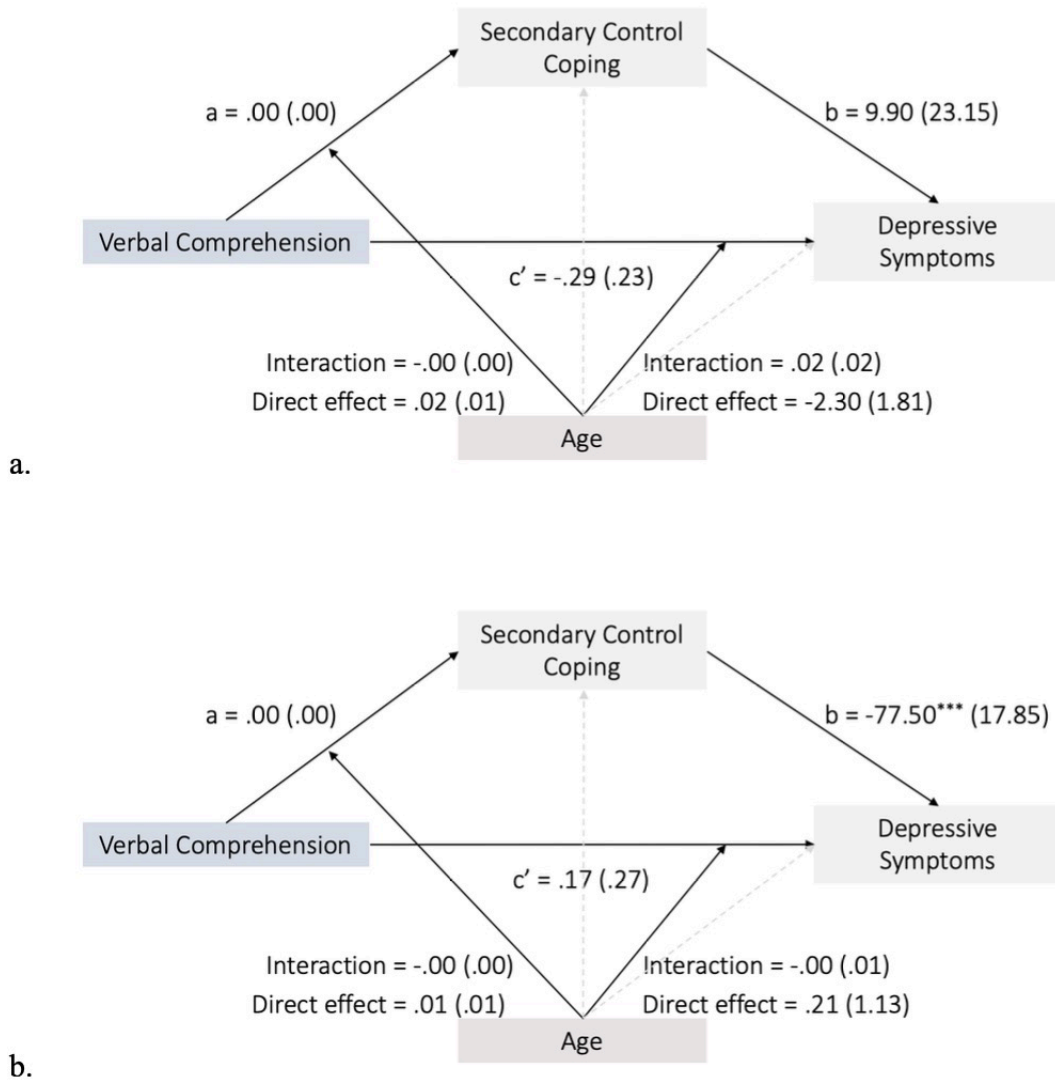 Secondary Control
Coping
a = .00 (.00)
b = 9.90 (23.15)
Verbal Comprehension
Depressive
Symptoms
c′ = -.29 (.23)
Interaction = -.00 (.00)
Interaction = .02 (.02)
Direct effect = .02 (.01)
Direct effect = -2.30 (1.81)
Age
a.
Secondary Control
Coping
a = .00 (.00)
b = -77.50*** (17.85)
Verbal Comprehension
Depressive
Symptoms
c′ = .17 (.27)
Interaction = -.00 (.00)
Interaction = -.00 (.01)
Direct effect = .01 (.01)
Direct effect = .21 (1.13)
Age
b.